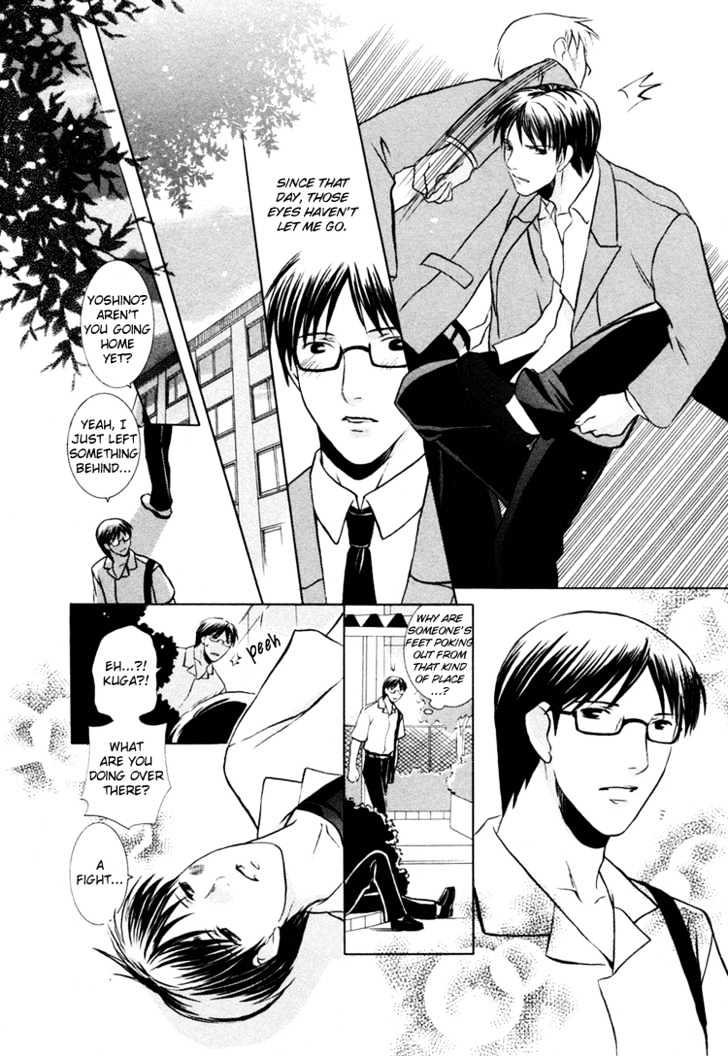 SINCE THAT
DAY, THOSE
EYES HAVEN'T
LET ME GO.
YOSHINO?
AREN'T
YOU GOING
HOME
YET?
YEAH, I
JUST LEFT
SOMETHING
BEHIND...
WHY ARE
SOMEONE'S
FEET POKING
OUT FROM
THAT KIND
OF PLACE
...?
peeh
EH...?!
KUGA?!
WHAT
ARE YOU
DOING OVER
THERE?
A
FIGHT...